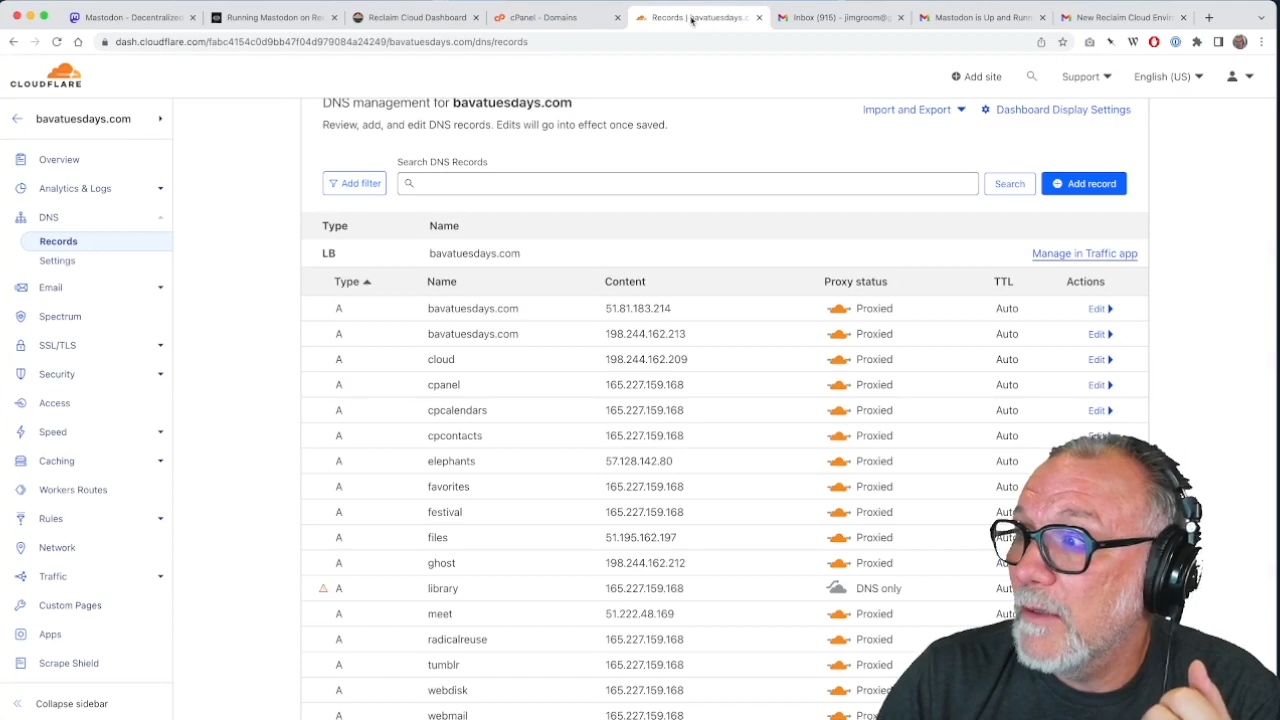 Mastodon - Decentralized
Running Mastodon on Re
Reclaim Cloud Dashboard
cPanel - Domains
Records | bavatuesdays.c
Inbox (915) - jimgroom@g
Mastodon is Up and Runn
New Reclaim Cloud Envir
dash.cloudflare.com/fabc4154c0d9bb47f04d979084a24249/bavatuesdays.com/dns/records
CLOUDFLARE
Add site
Support
English (US)
bavatuesdays.com
Overview
Analytics & Logs
DNS
Records
Settings
Email
Spectrum
SSL/TLS
Security
Access
Speed
Caching
Workers Routes
Rules
Network
Traffic
Custom Pages
Apps
Scrape Shield
Collapse sidebar
DNS management for bavatuesdays.com
Import and Export
Dashboard Display Settings
Review, add, and edit DNS records. Edits will go into effect once saved.
Search DNS Records
Add filter
Search
Add record
Type Name
LB bavatuesdays.com Manage in Traffic app
Type Name Content Proxy status TTL Actions
A bavatuesdays.com 51.81.183.214 Proxied Auto Edit
A bavatuesdays.com 198.244.162.213 Proxied Auto Edit
A cloud 198.244.162.209 Proxied Auto Edit
A cpanel 165.227.159.168 Proxied Auto Edit
A cpcalendars 165.227.159.168 Proxied Auto Edit
A cpcontacts 165.227.159.168 Proxied Auto Edit
A elephants 57.128.142.80 Proxied Auto
A favorites 165.227.159.168 Proxied Auto
A festival 165.227.159.168 Proxied
A files 51.195.162.197 Proxied
A ghost 198.244.162.212 Proxied
A library 165.227.159.168 DNS only
A meet 51.222.48.169 Proxied
A radicalreuse 165.227.159.168 Proxied
A tumblr 165.227.159.168 Proxied
A webdisk 165.227.159.168 Proxied
A webmail 165.227.159.168